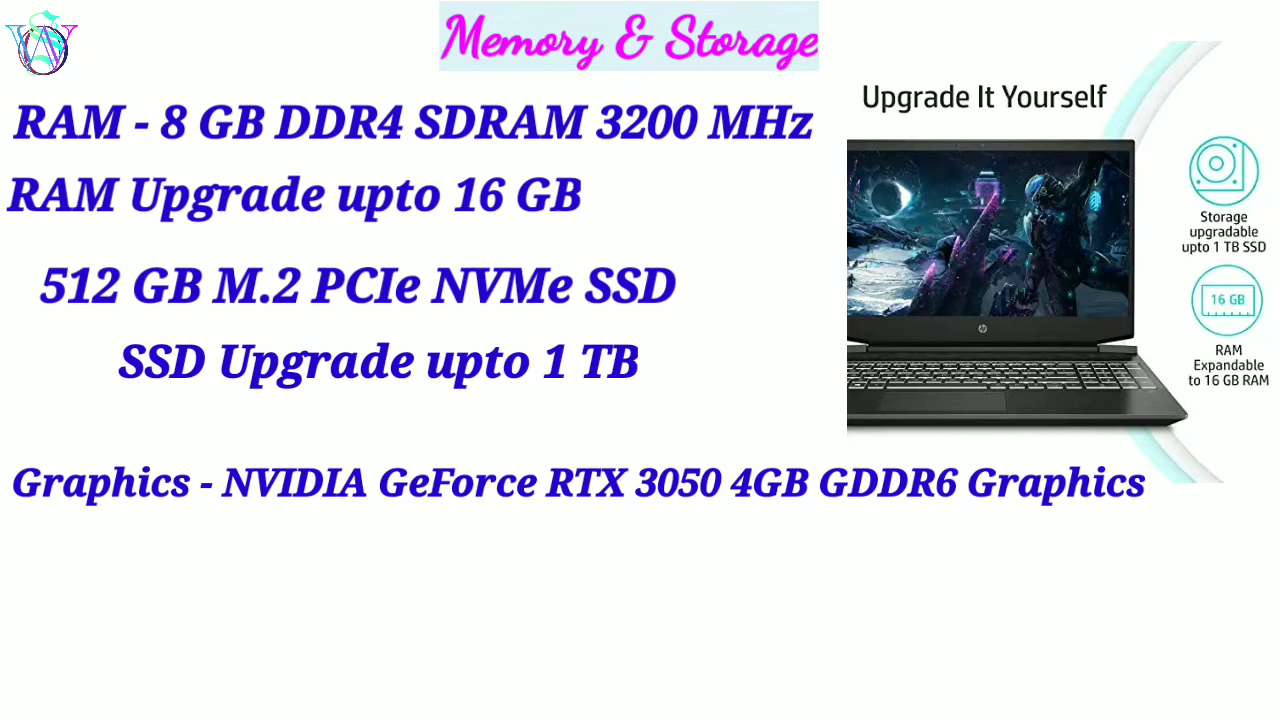 Memory & Storage
RAM - 8 GB DDR4 SDRAM 3200 MHz
RAM Upgrade upto 16 GB
512 GB M.2 PCIe NVMe SSD
SSD Upgrade upto 1 TB
Graphics - NVIDIA GeForce RTX 3050 4GB GDDR6 Graphics
Upgrade It Yourself
Storage
upgradable
upto 1 TB SSD
16 GB
RAM
Expandable
to 16 GB RAM
hp